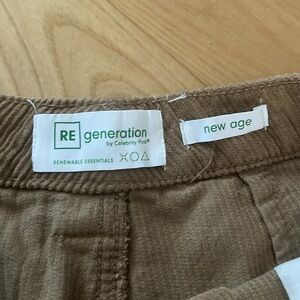 RE generation
by Celebrity Pink®
RENEWABLE ESSENTIALS
new age